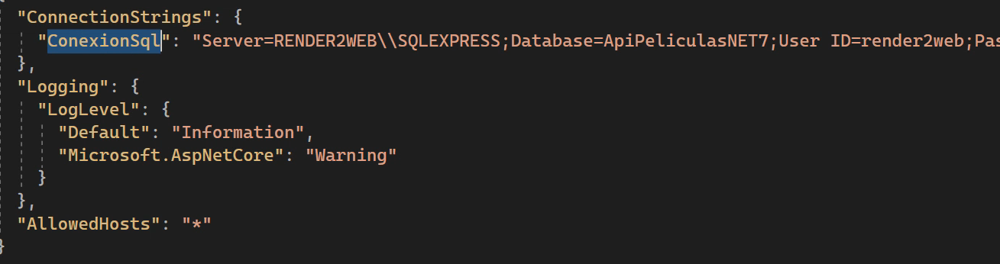 "ConnectionStrings": {
"ConexionSql": "Server=RENDER2WEB\\SQLEXPRESS;Database=ApiPeliculasNET7;User ID=render2web;Pas
},
"Logging": {
"LogLevel": {
"Default": "Information",
"Microsoft.AspNetCore": "Warning"
}
},
"AllowedHosts": "*"
}